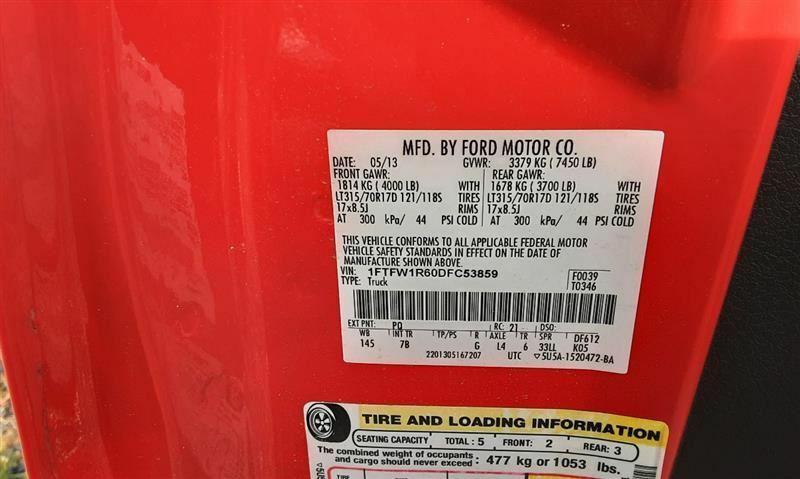 MFD. BY FORD MOTOR CO.
DATE: 05/13 GVWR: 3379 KG ( 7450 LB)
FRONT GAWR: REAR GAWR:
1814 KG ( 4000 LB) WITH 1678 KG ( 3700 LB) WITH
LT315/70R17D 121/118S TIRES LT315/70R17D 121/118S TIRES
17x8.5J RIMS 17x8.5J RIMS
AT 300 kPa/ 44 PSI COLD AT 300 kPa/ 44 PSI COLD
THIS VEHICLE CONFORMS TO ALL APPLICABLE FEDERAL MOTOR
VEHICLE SAFETY STANDARDS IN EFFECT ON THE DATE OF
MANUFACTURE SHOWN ABOVE.
VIN: 1FTFW1R60DFC53859 F0039
TYPE: Truck T0346
EXT PNT: PQ RC: 21 DSO:
WB INT TR TP/PS R AXLE TR SPR DF612
145 7B G L4 6 33LL K05
2201305167207 UTC ▽5U5A-1520472-BA
TIRE AND LOADING INFORMATION
SEATING CAPACITY TOTAL: 5 FRONT: 2 REAR: 3
The combined weight of occupants
and cargo should never exceed: 477 kg or 1053 lbs.